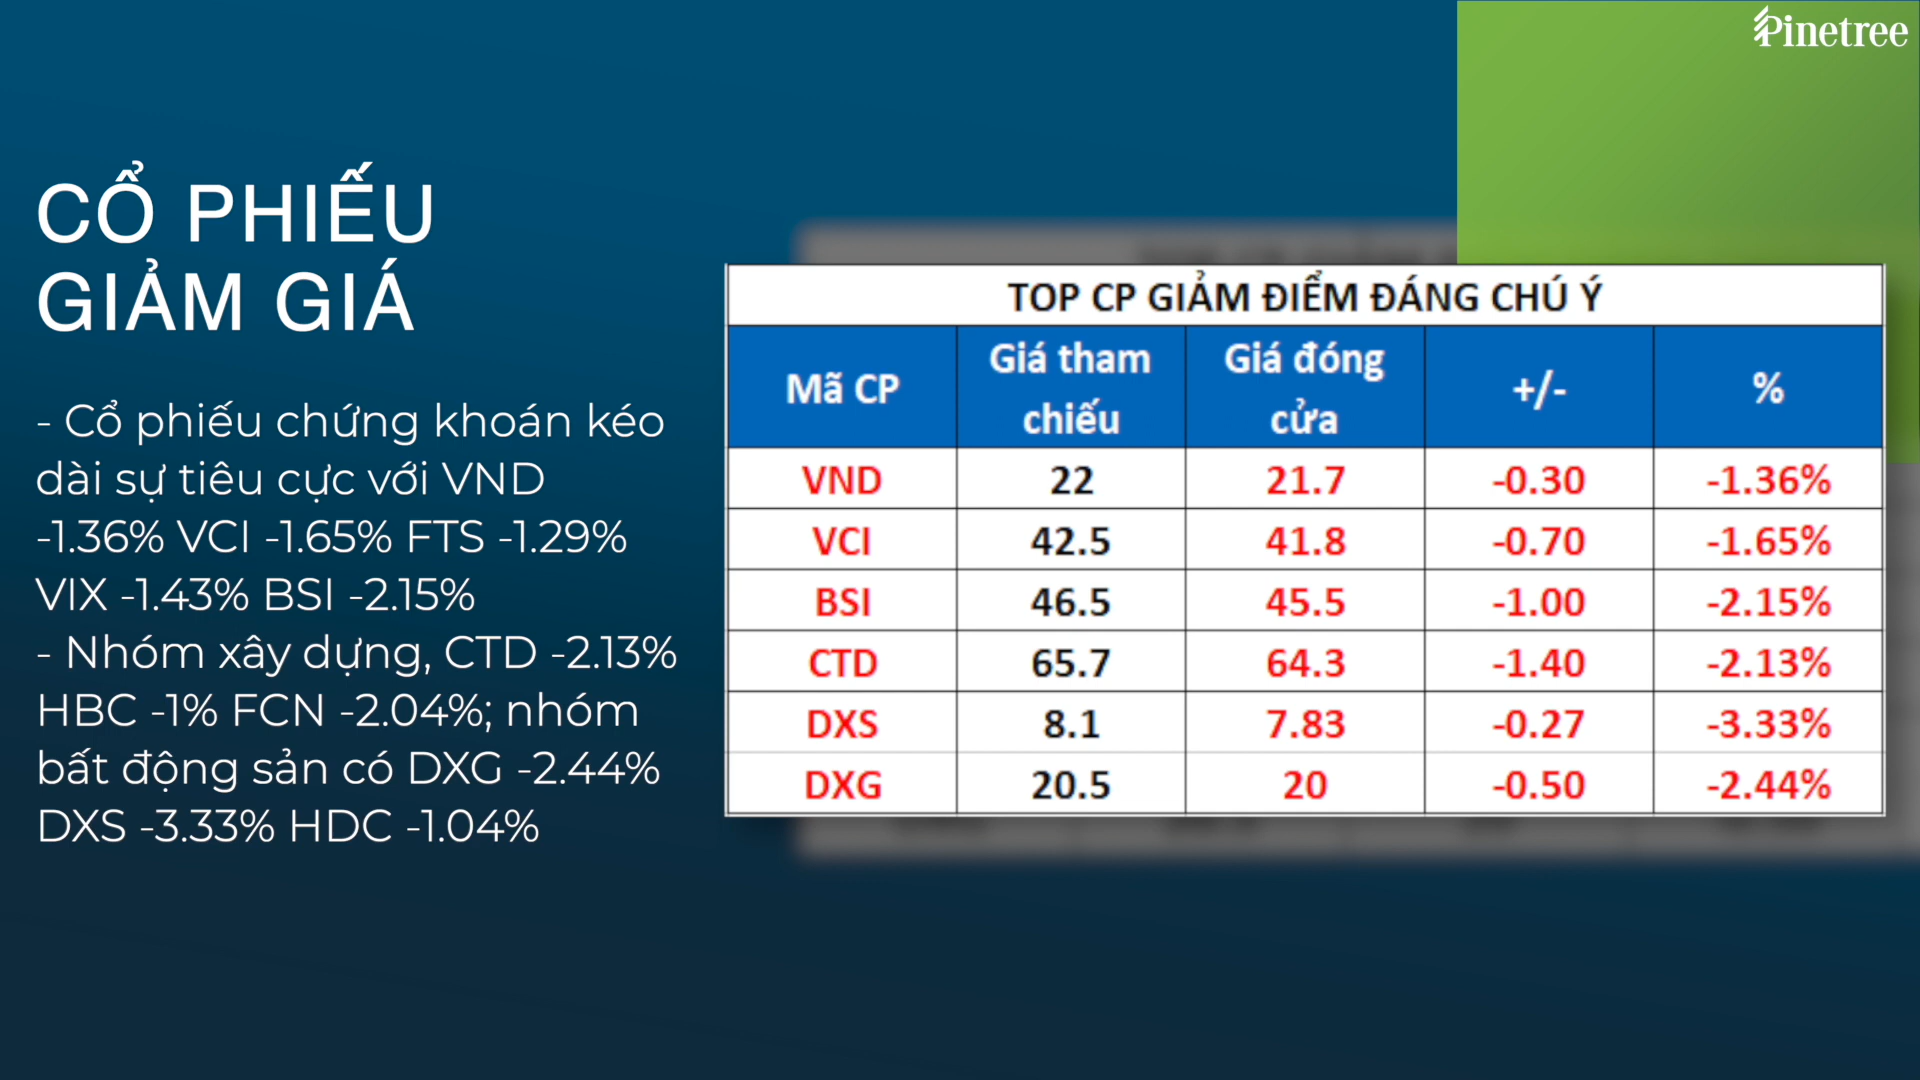 Pinetree
CỔ PHIẾU
GIẢM GIÁ
- Cổ phiếu chứng khoán kéo
dài sự tiêu cực với VND
-1.36% VCI -1.65% FTS -1.29%
VIX -1.43% BSI -2.15%
- Nhóm xây dựng, CTD -2.13%
HBC -1% FCN -2.04%; nhóm
bất động sản có DXG -2.44%
DXS -3.33% HDC -1.04%
TOP CP GIẢM ĐIỂM ĐÁNG CHÚ Ý
Mã CP Giá tham chiếu Giá đóng cửa +/- %
VND 22 21.7 -0.30 -1.36%
VCI 42.5 41.8 -0.70 -1.65%
BSI 46.5 45.5 -1.00 -2.15%
CTD 65.7 64.3 -1.40 -2.13%
DXS 8.1 7.83 -0.27 -3.33%
DXG 20.5 20 -0.50 -2.44%